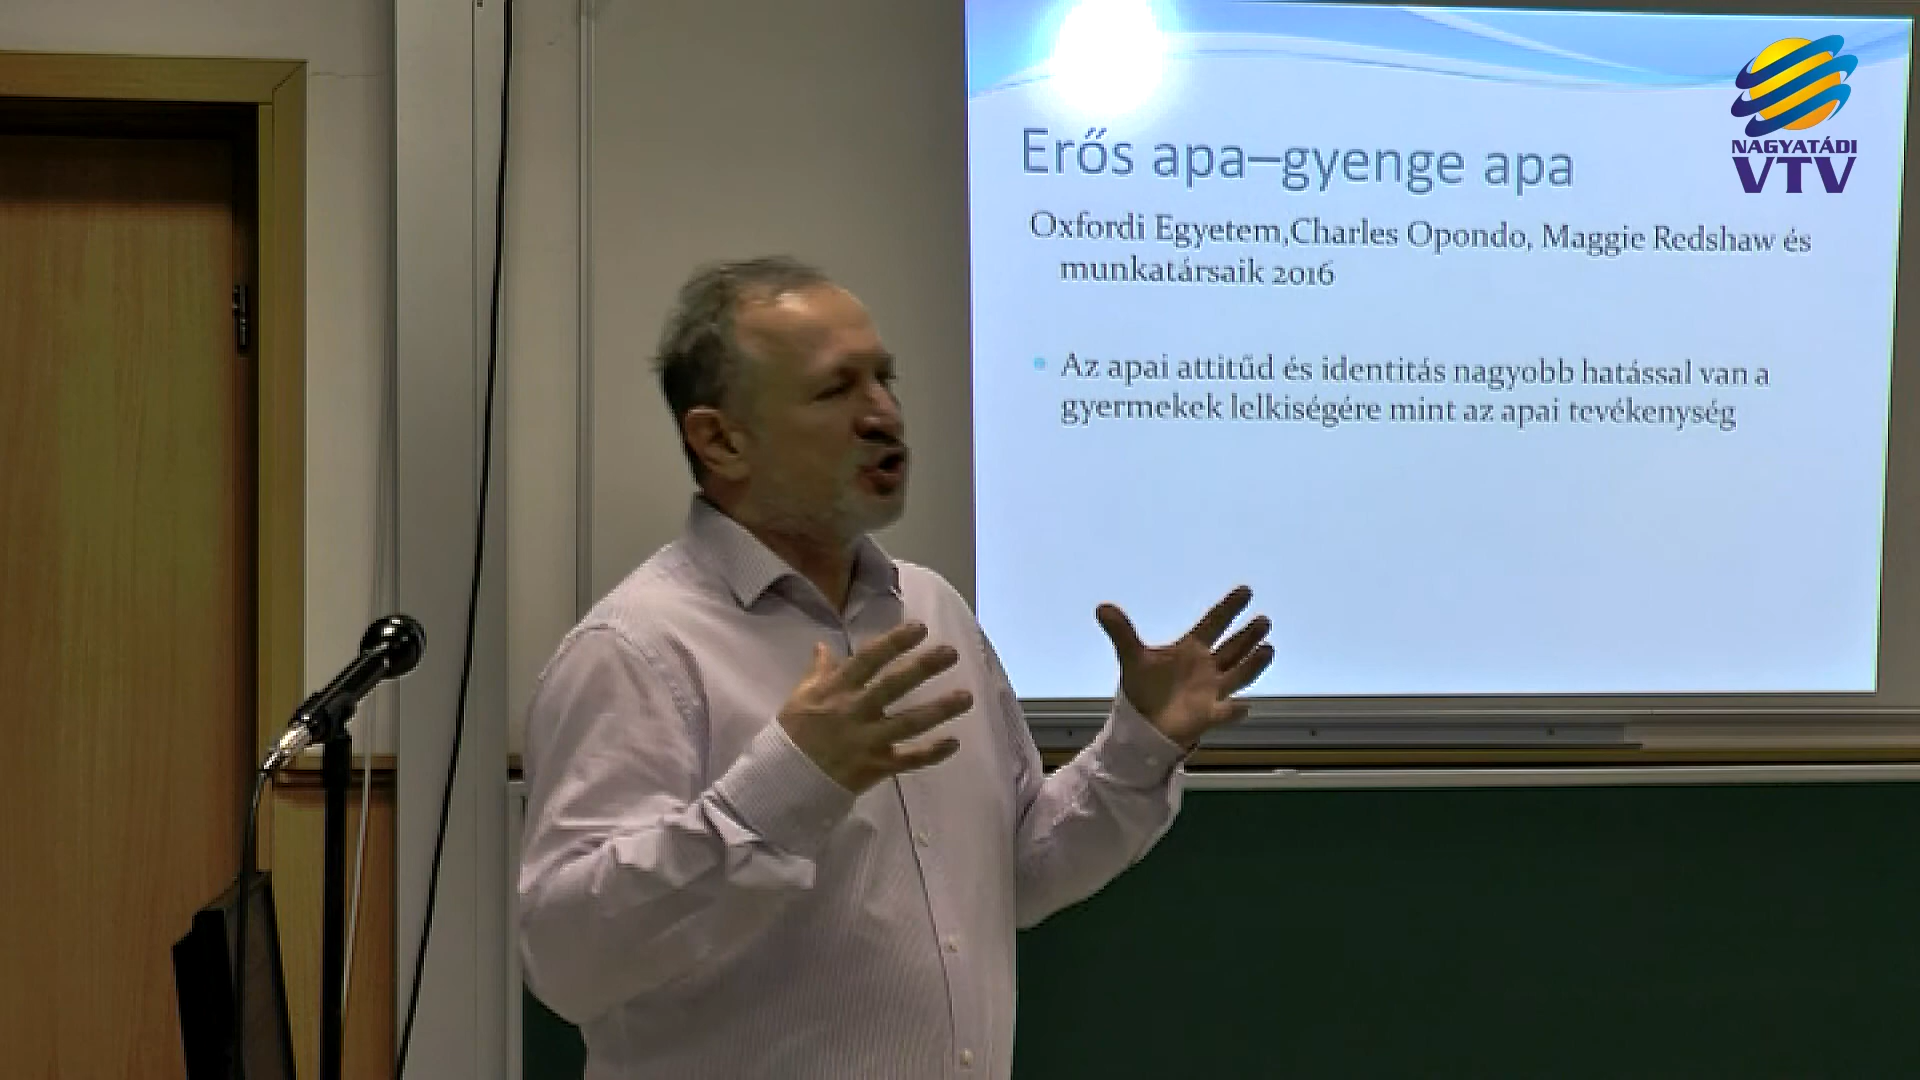 NAGYATÁDI
VTV
Erős apa–gyenge apa
Oxfordi Egyetem,Charles Opondo, Maggie Redshaw és
munkatársaik 2016
Az apai attitűd és identitás nagyobb hatással van a
gyermekek lelkiségére mint az apai tevékenység